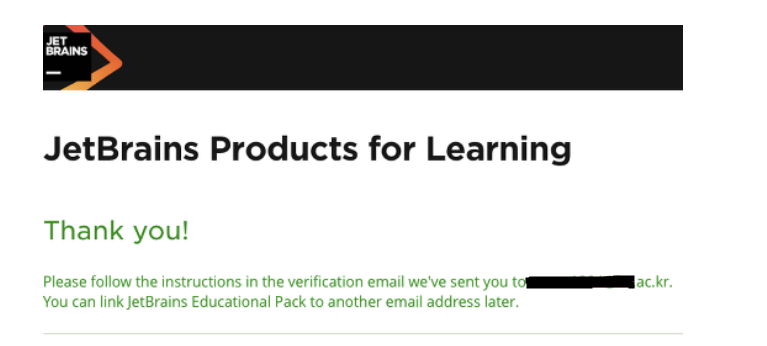 JET
BRAINS
JetBrains Products for Learning
Thank you!
Please follow the instructions in the verification email we've sent you to ac.kr.
You can link JetBrains Educational Pack to another email address later.